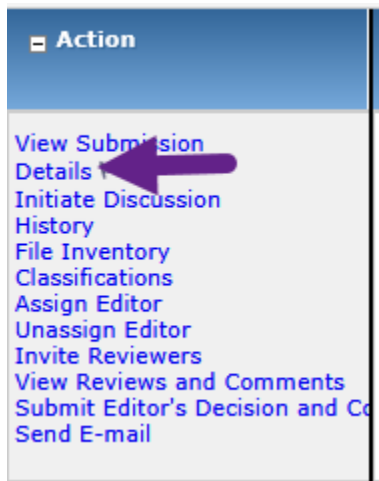 Action
View Submission
Details
Initiate Discussion
History
File Inventory
Classifications
Assign Editor
Unassign Editor
Invite Reviewers
View Reviews and Comments
Submit Editor's Decision and
Send E-mail